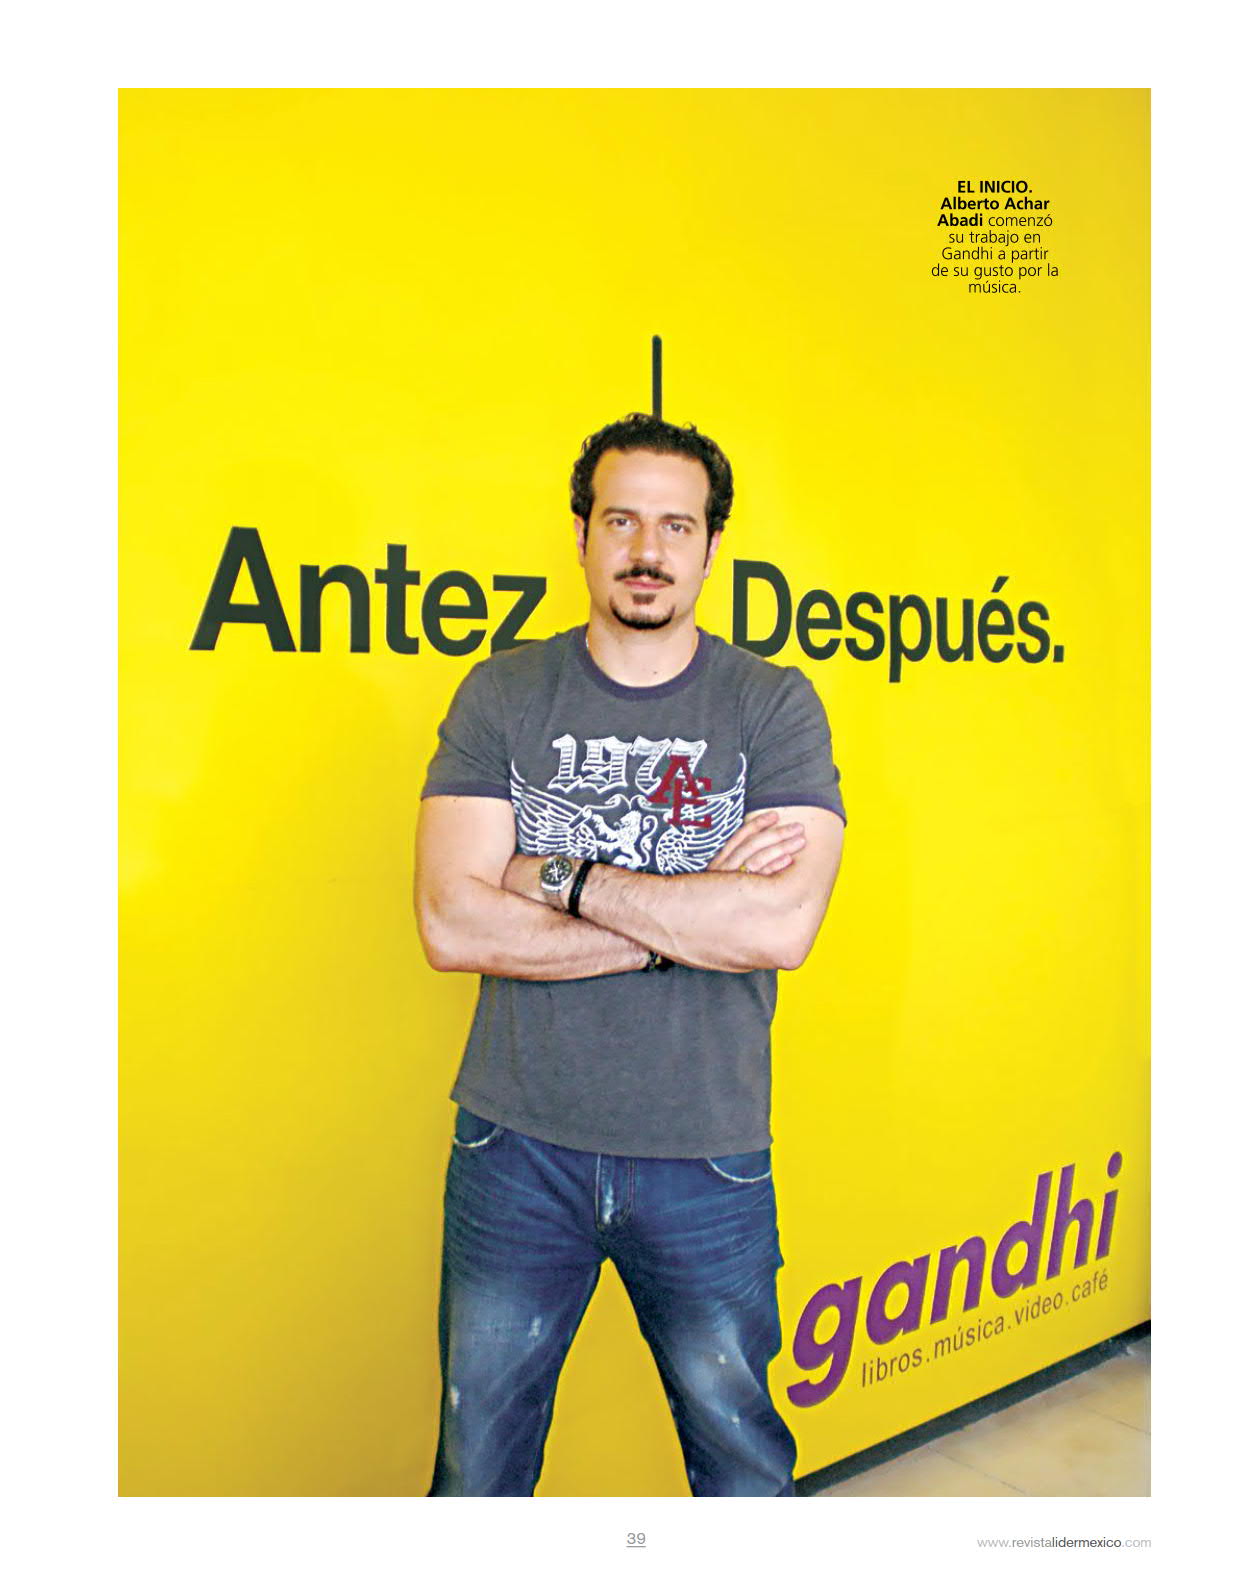 EL INICIO.
Alberto Achar
Abadi comenzó
su trabajo en
Gandhi a partir
de su gusto por la
música.
Antez Después.
1977
AE
gandhi
libros.música.video.café
39
www.revistalidermexico.com